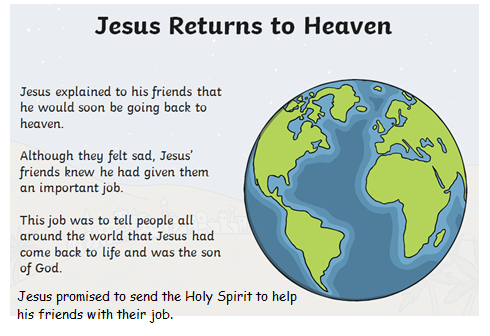 Jesus Returns to Heaven
Jesus explained to his friends that
he would soon be going back to
heaven.
Although they felt sad, Jesus'
friends knew he had given them
an important job.
This job was to tell people all
around the world that Jesus had
come back to life and was the son
of God.
Jesus promised to send the Holy Spirit to help
his friends with their job.